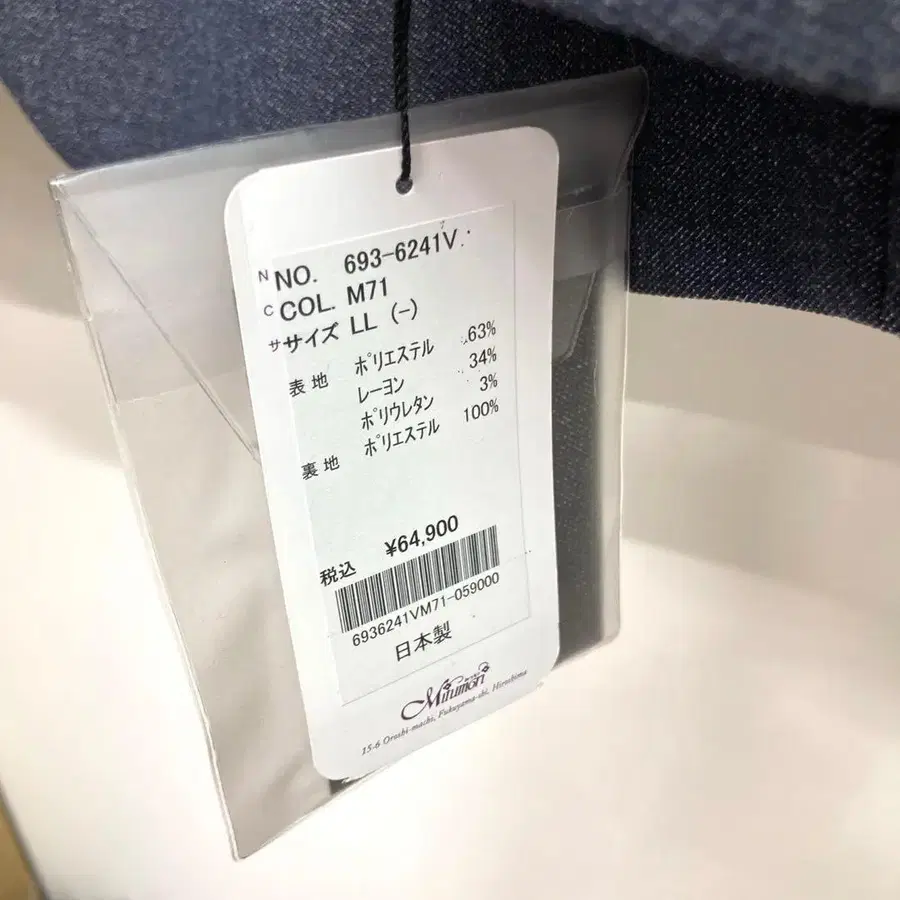 N NO. 693-6241V
C COL. M71
サ サイズ LL (-)
表地 ポリエステル 63%
レーヨン 34%
ポリウレタン 3%
裏地 ポリエステル 100%
税込 ¥64,900
6936241VM71-059000
日本製
Mitumori
15-6 Oroshi-machi, Fukuyama-shi, Hiroshima